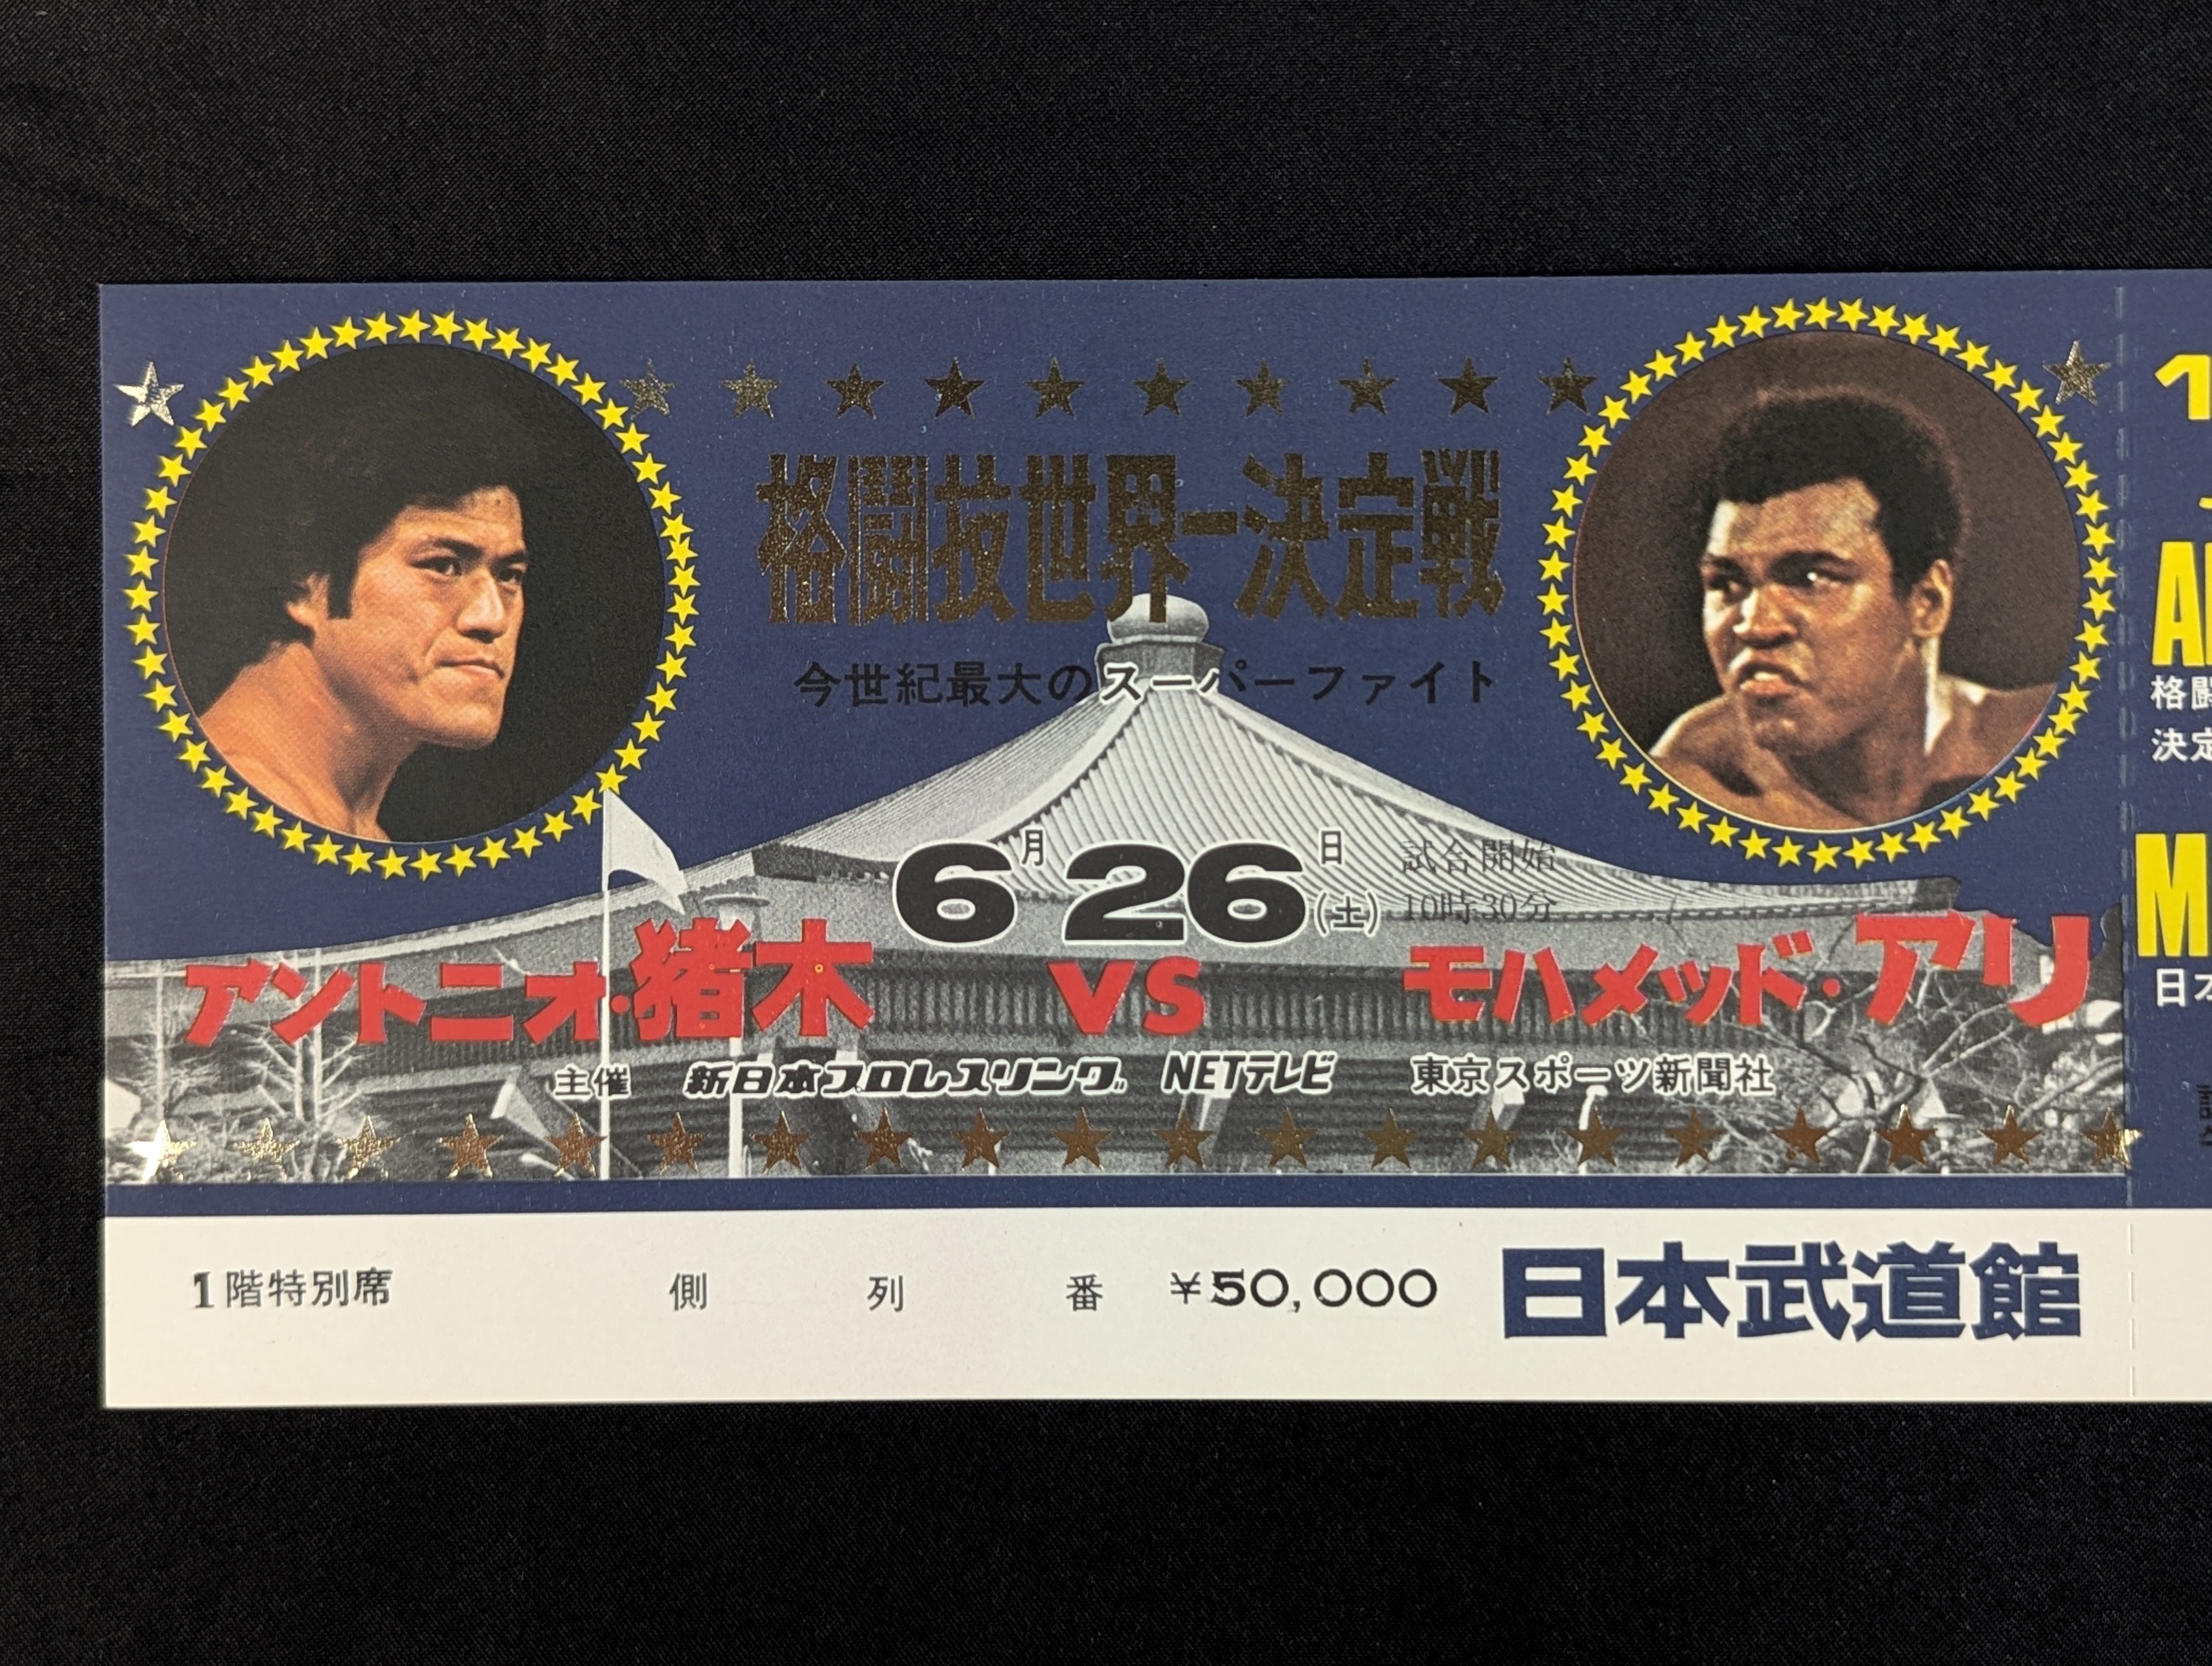 格闘技世界一決定戦
今世紀最大のスーパーファイト
6月26日(土)
試合開始
10時30分
アントニオ・猪木 VS モハメッド・アリ
主催 新日本プロレスリング NETテレビ 東京スポーツ新聞社
1階特別席 側 列 番 ¥50,000 日本武道館
1
格闘
決定
M
日本